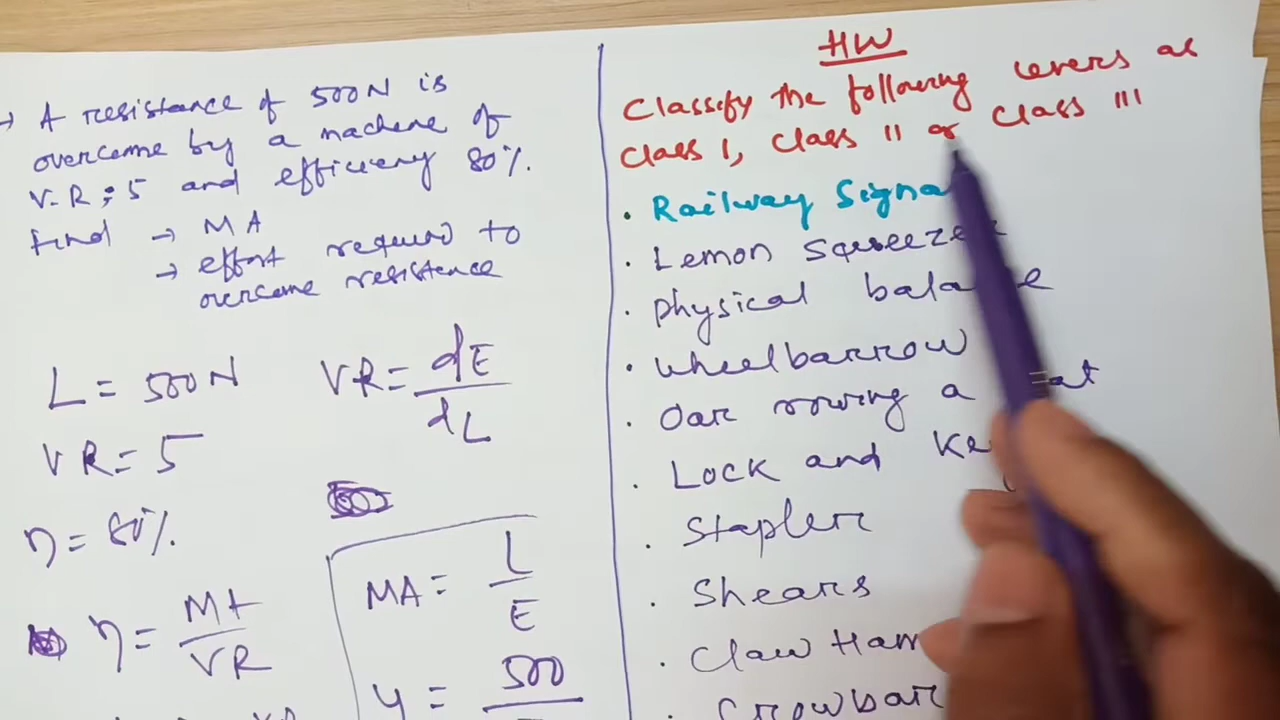 → A resistance of 500N is
overcome by a machine of
V.R = 5 and efficiency 80%.
find → MA
→ effort required to
overcome resistance
L = 500N
VR = dE / dL
VR = 5
η = 80%
MA = L / E
η = MA / VR
4 = 500
HW
Classify the following levers as
Class I, Class II or Class III
• Railway Signa
• Lemon Squeeze
• Physical bala e
• Wheelbarrow
• Oar rowing a at
• Lock and Ke
• Stapler
• Shears
• Claw Ham
• Crowbar